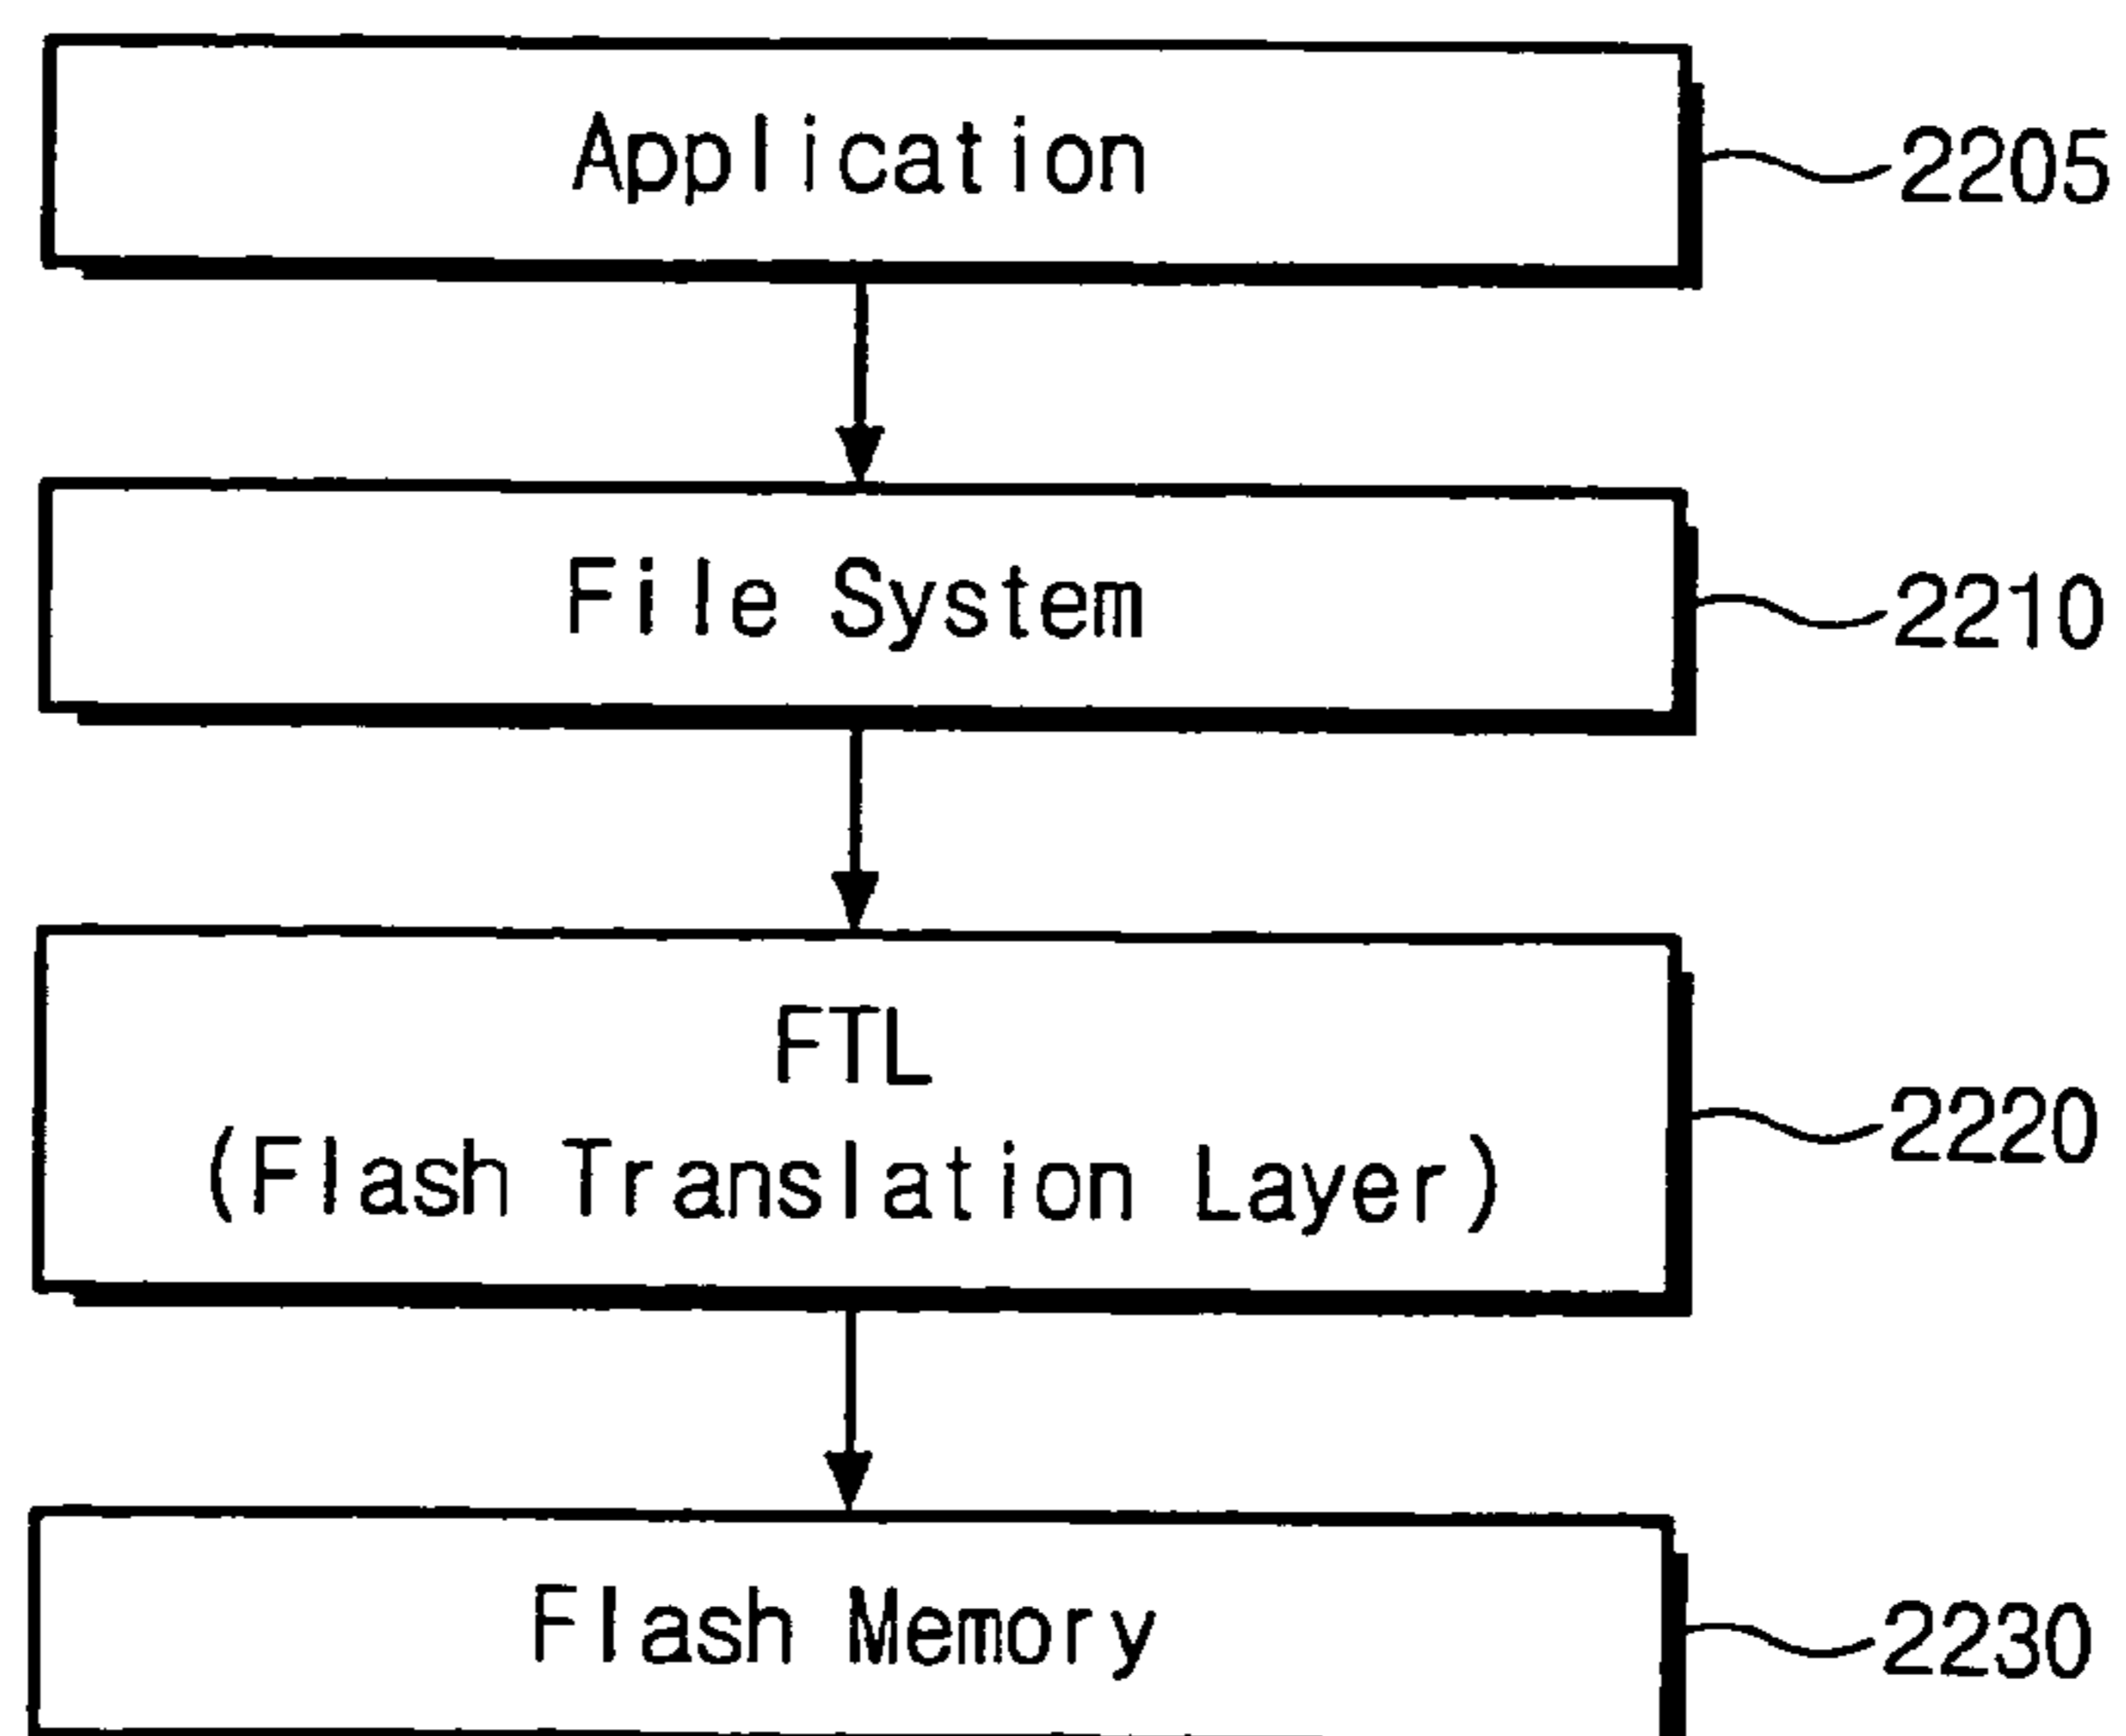 Application
2205
File System
2210
FTL
(Flash Translation Layer)
2220
Flash Memory
2230